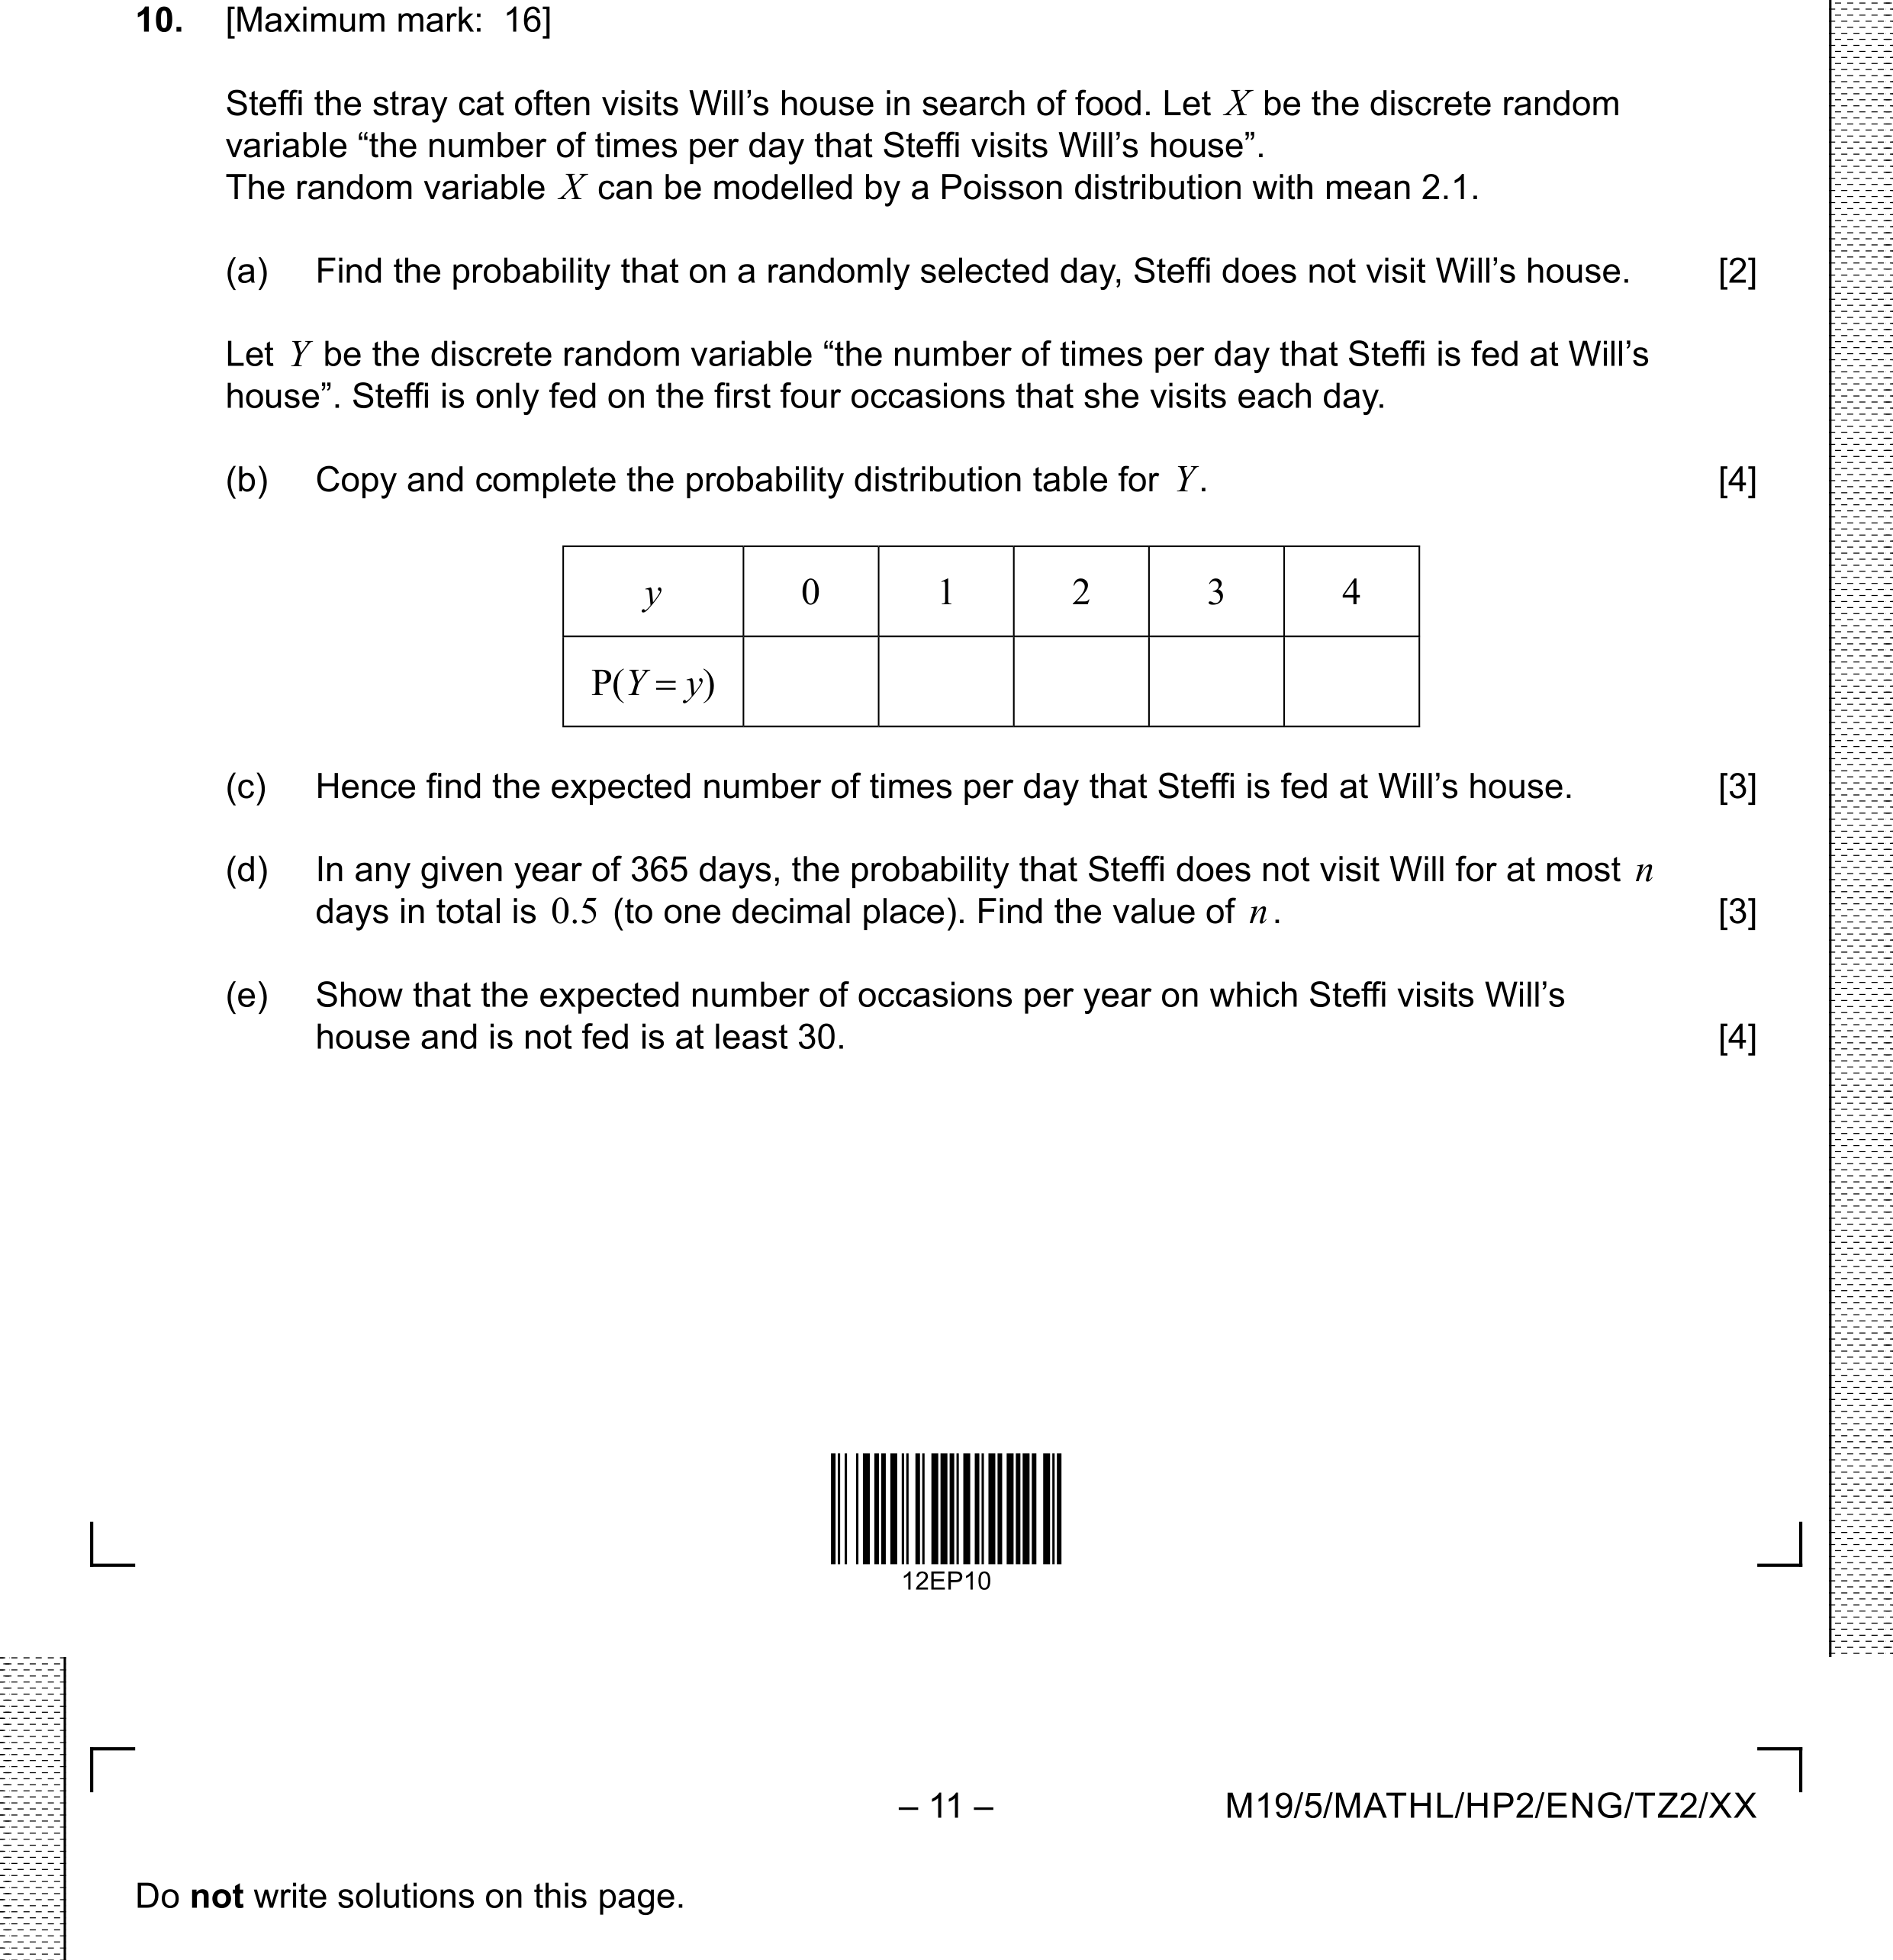 10. [Maximum mark: 16]
Steffi the stray cat often visits Will’s house in search of food. Let X be the discrete random
variable “the number of times per day that Steffi visits Will’s house”.
The random variable X can be modelled by a Poisson distribution with mean 2.1.
(a) Find the probability that on a randomly selected day, Steffi does not visit Will’s house. [2]
Let Y be the discrete random variable “the number of times per day that Steffi is fed at Will’s
house”. Steffi is only fed on the first four occasions that she visits each day.
(b) Copy and complete the probability distribution table for Y. [4]
y 0 1 2 3 4
P(Y = y)
(c) Hence find the expected number of times per day that Steffi is fed at Will’s house. [3]
(d) In any given year of 365 days, the probability that Steffi does not visit Will for at most n
days in total is 0.5 (to one decimal place). Find the value of n. [3]
(e) Show that the expected number of occasions per year on which Steffi visits Will’s
house and is not fed is at least 30. [4]
12EP10
– 11 – M19/5/MATHL/HP2/ENG/TZ2/XX
Do not write solutions on this page.